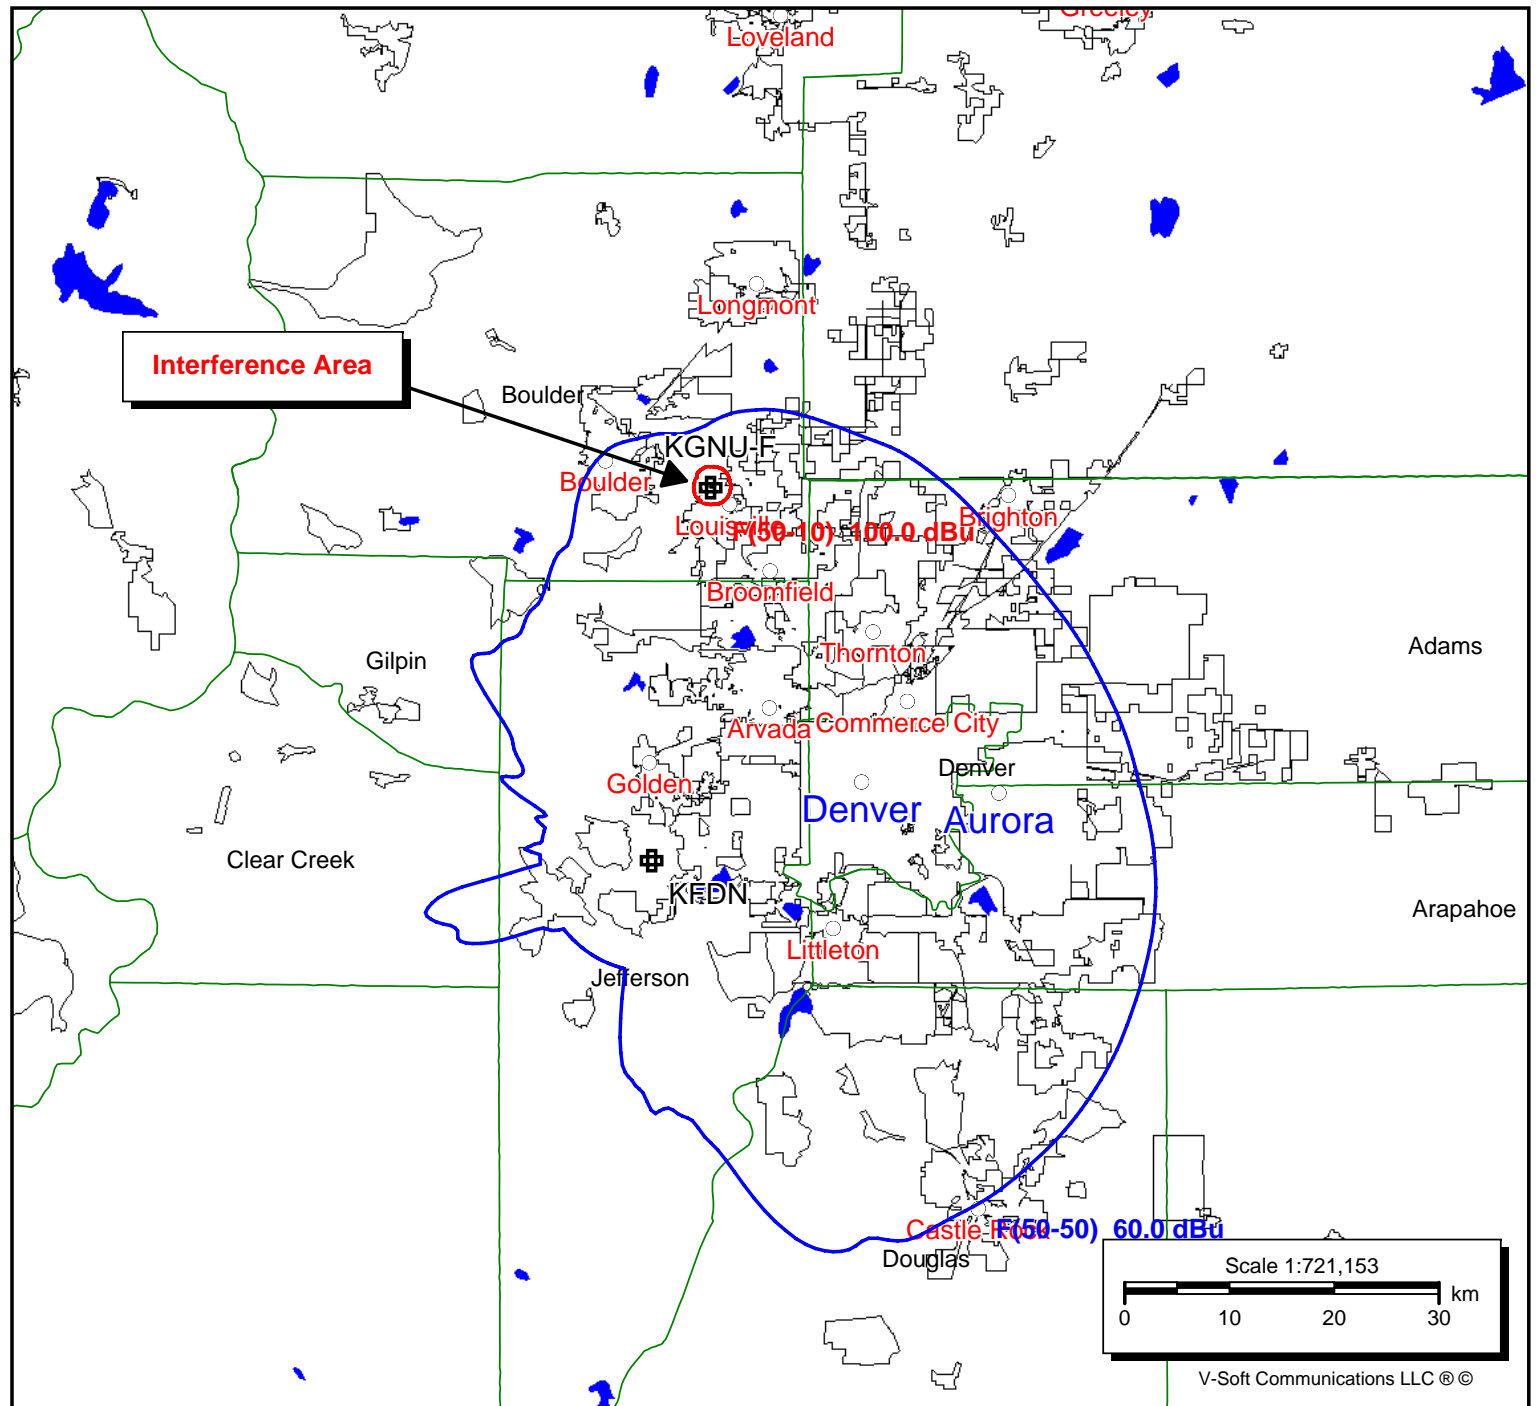 Greeley
Loveland
Longmont
Interference Area
Boulder
KGNU-F
Boulder
Louisville
F(50-10) 100.0 dBu
Brighton
Broomfield
Thornton
Adams
Gilpin
Arvada
Commerce City
Denver
Golden
Denver
Aurora
Clear Creek
KFDN
Arapahoe
Littleton
Jefferson
Castle Rock
F(50-50) 60.0 dBu
Douglas
Scale 1:721,153
km
0 10 20 30
V-Soft Communications LLC ® ©